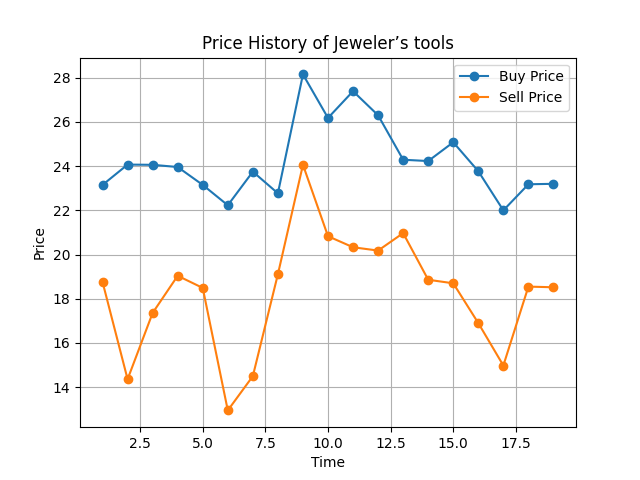 Price History of Jeweler’s tools
Buy Price
Sell Price
28
26
24
22
20
18
16
14
Price
2.5 5.0 7.5 10.0 12.5 15.0 17.5
Time